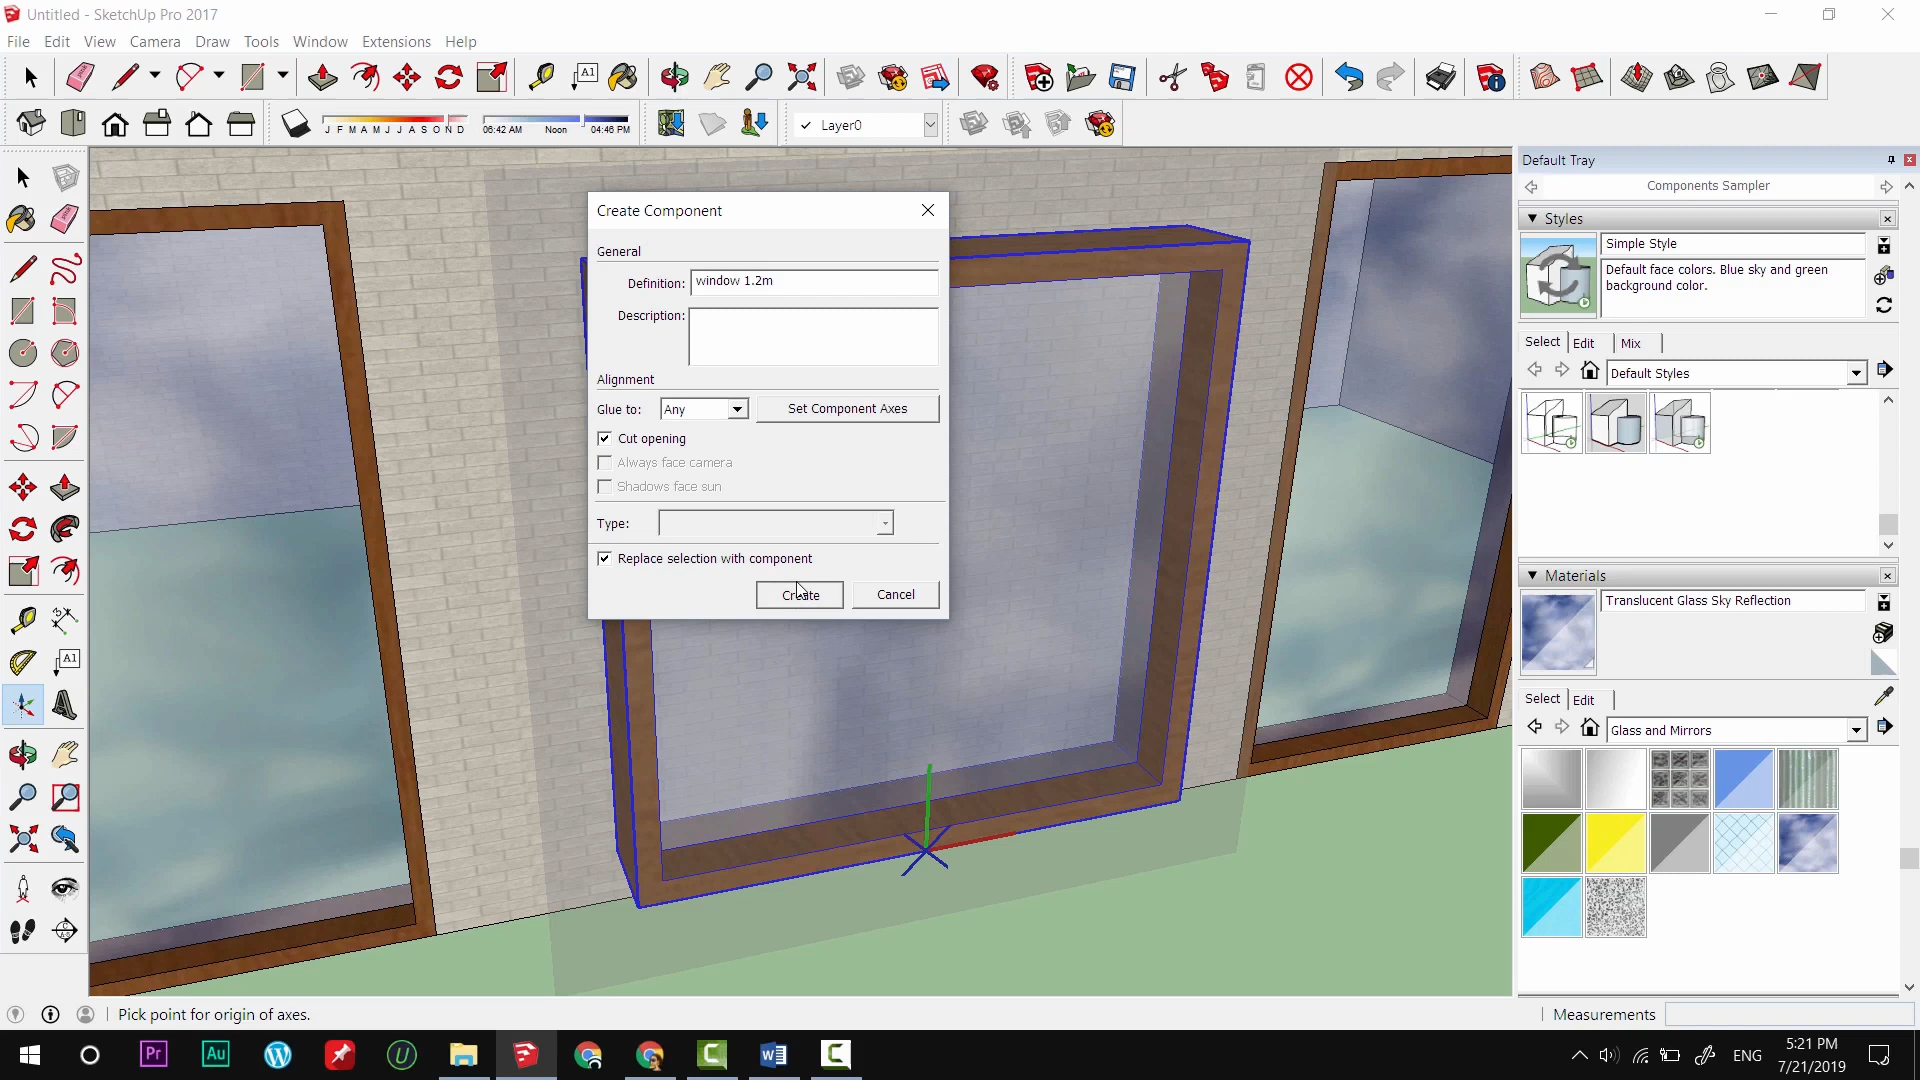 Untitled - SketchUp Pro 2017
File Edit View Camera Draw Tools Window Extensions Help
A1
J F M A M J J A S O N D
06:42 AM Noon 04:46 PM
Layer0
Default Tray
Components Sampler
Styles
Simple Style
Default face colors. Blue sky and green background color.
Select Edit Mix
Default Styles
Create Component
General
Definition: window 1.2m
Description:
Alignment
Glue to: Any Set Component Axes
Cut opening
Always face camera
Shadows face sun
Type:
Replace selection with component
Create Cancel
Materials
Translucent Glass Sky Reflection
Select Edit
Glass and Mirrors
A1
Pick point for origin of axes.
Measurements
Pr Au
ENG
5:21 PM
7/21/2019